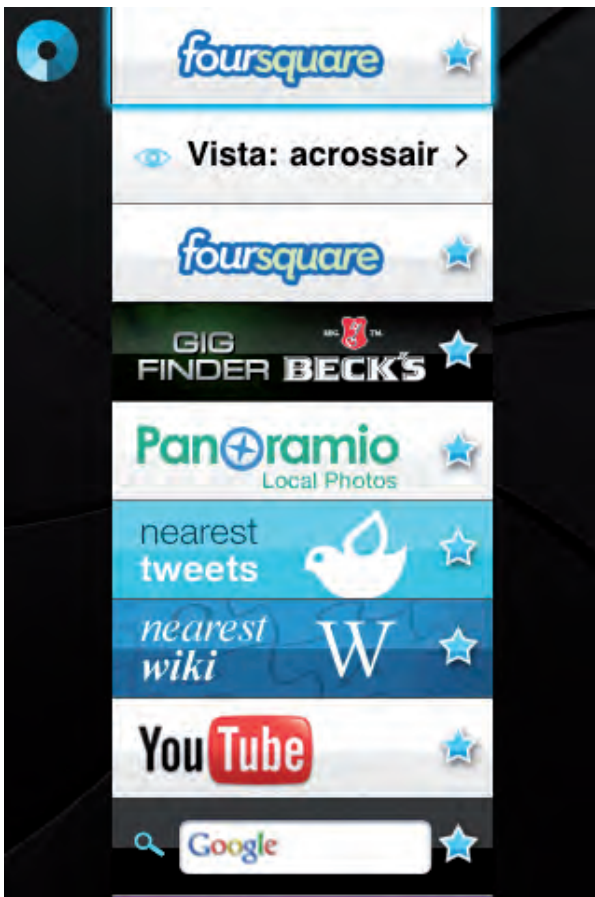 foursquare
Vista: acrossair >
foursquare
GIG
FINDER
BECK'S
Panoramio
Local Photos
nearest
tweets
nearest
wiki
W
YouTube
Google